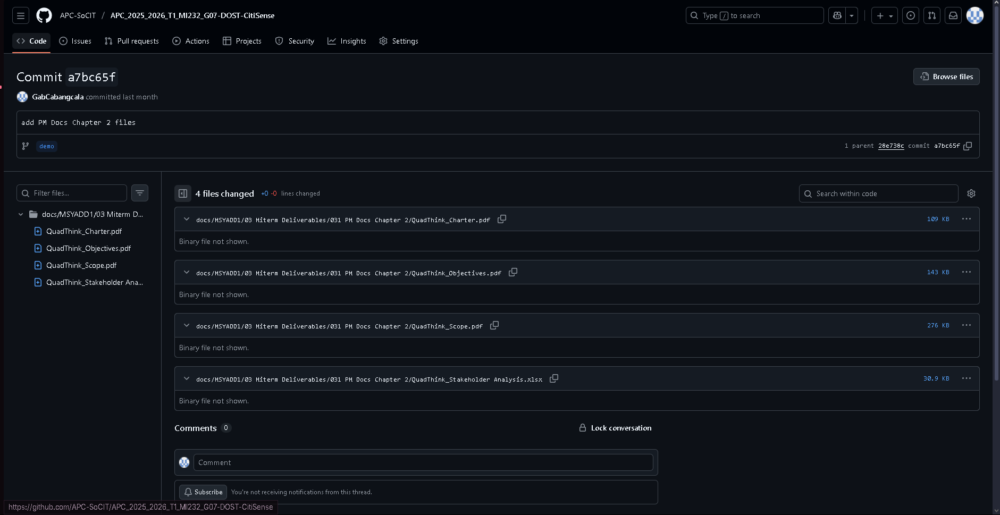 APC-SoCIT / APC_2025_2026_T1_MI232_G07-DOST-CitiSense
Type / to search
Code Issues Pull requests Actions Projects Security Insights Settings
Commit a7bc65f
Browse files
GabCabangcala committed last month
add PM Docs Chapter 2 files
demo
1 parent 28e738c commit a7bc65f
Filter files...
docs/MSYADD1/03 Miterm D...
QuadThink_Charter.pdf
QuadThink_Objectives.pdf
QuadThink_Scope.pdf
QuadThink_Stakeholder Ana...
4 files changed +0 -0 lines changed
Search within code
docs/MSYADD1/03 Miterm Deliverables/031 PM Docs Chapter 2/QuadThink_Charter.pdf
109 KB
Binary file not shown.
docs/MSYADD1/03 Miterm Deliverables/031 PM Docs Chapter 2/QuadThink_Objectives.pdf
143 KB
Binary file not shown.
docs/MSYADD1/03 Miterm Deliverables/031 PM Docs Chapter 2/QuadThink_Scope.pdf
276 KB
Binary file not shown.
docs/MSYADD1/03 Miterm Deliverables/031 PM Docs Chapter 2/QuadThink_Stakeholder Analysis.xlsx
30.9 KB
Binary file not shown.
Comments 0
Lock conversation
Comment
Subscribe You're not receiving notifications from this thread.
https://github.com/APC-SoCIT/APC_2025_2026_T1_MI232_G07-DOST-CitiSense